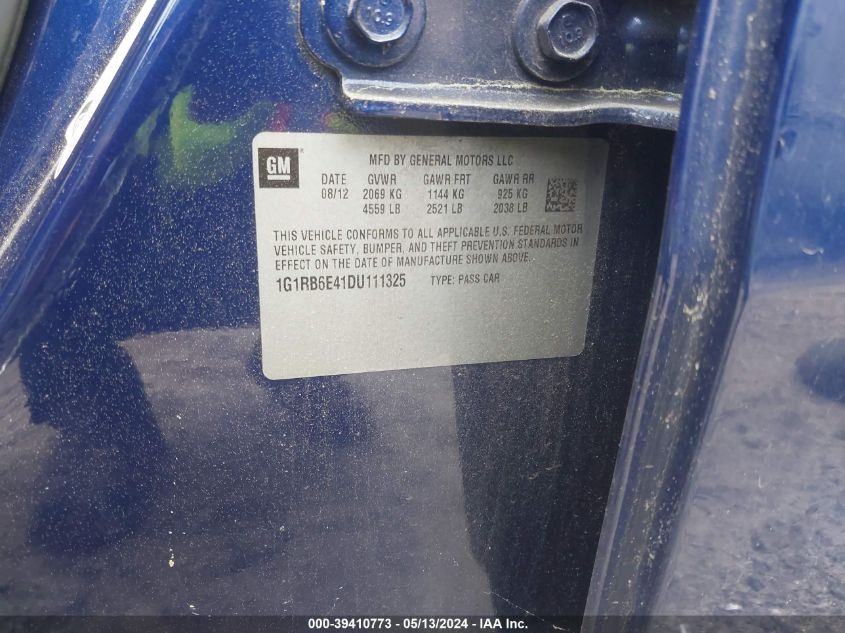 GM
MFD BY GENERAL MOTORS LLC
DATE GVWR GAWR FRT GAWR RR
08/12 2069 KG 1144 KG 925 KG
4559 LB 2521 LB 2038 LB
THIS VEHICLE CONFORMS TO ALL APPLICABLE U.S. FEDERAL MOTOR
VEHICLE SAFETY, BUMPER, AND THEFT PREVENTION STANDARDS IN
EFFECT ON THE DATE OF MANUFACTURE SHOWN ABOVE.
1G1RB6E41DU111325 TYPE: PASS CAR
000-39410773 - 05/13/2024 - IAA Inc.